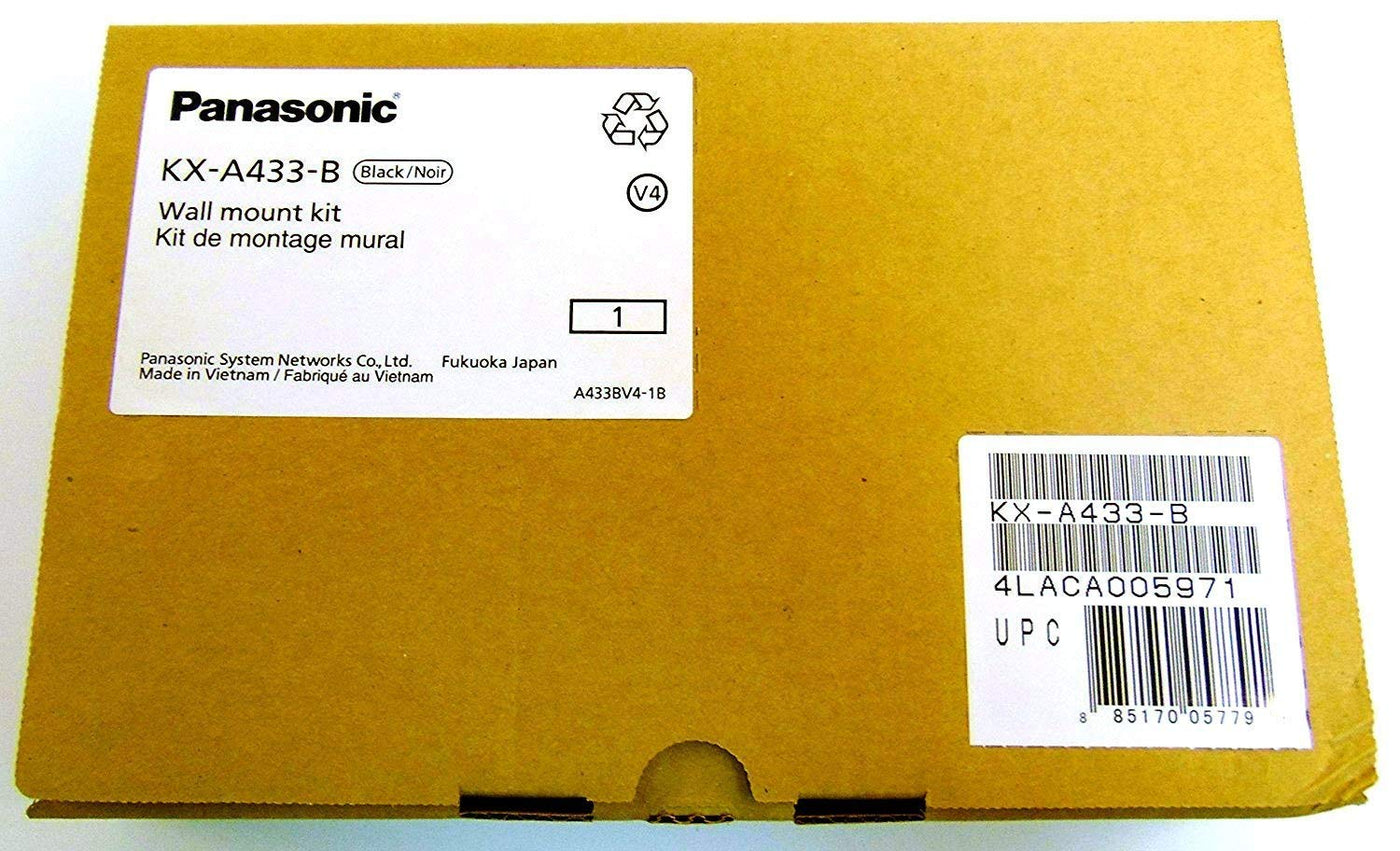 Panasonic®
KX-A433-B Black/Noir
V4
Wall mount kit
Kit de montage mural
1
Panasonic System Networks Co., Ltd. Fukuoka Japan
Made in Vietnam / Fabriqué au Vietnam
A433BV4-1B
KX-A433-B
4LACA005971
UPC
8 85170 05779